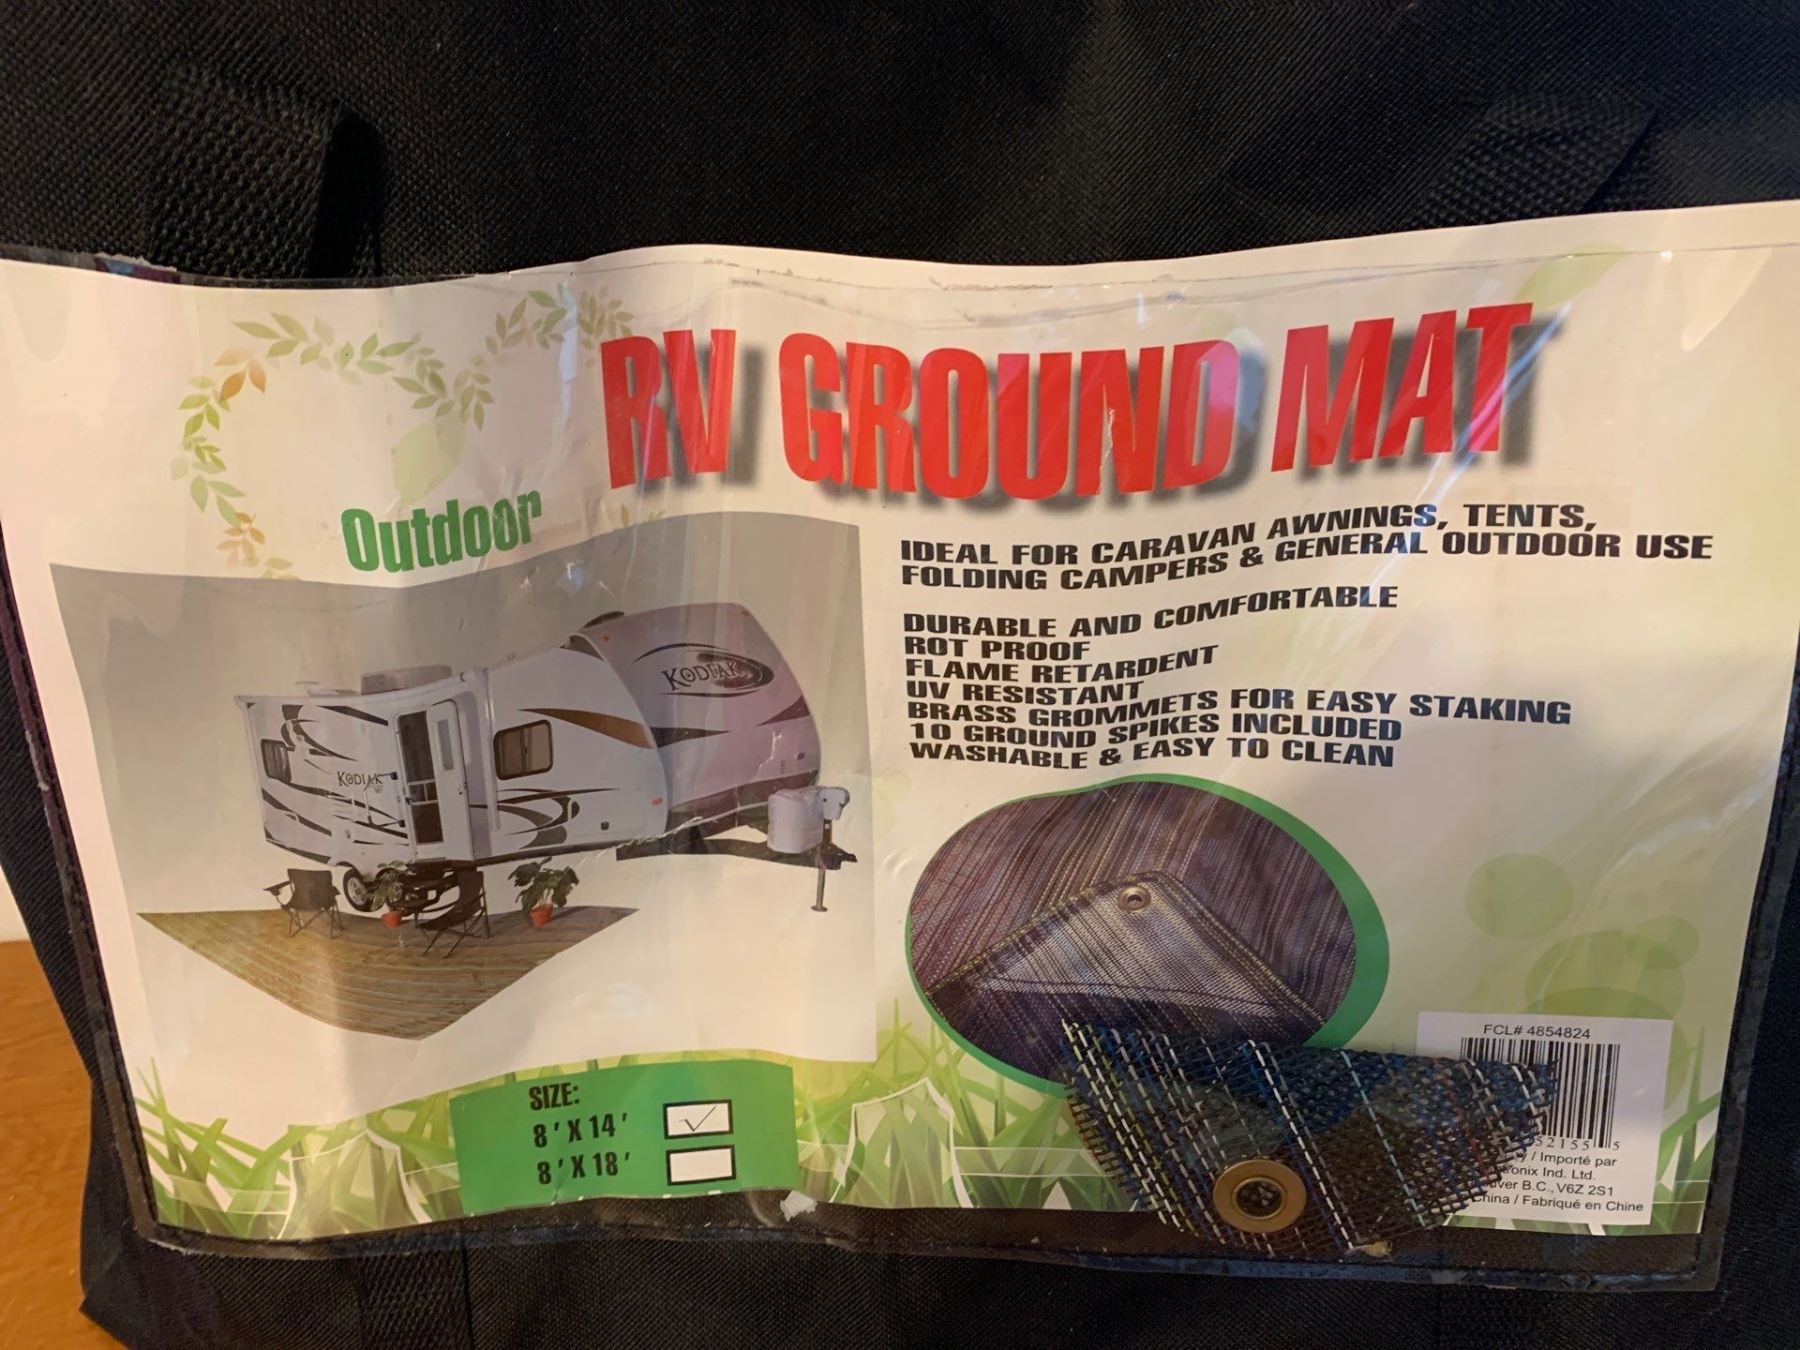 RV GROUND MAT
Outdoor
IDEAL FOR CARAVAN AWNINGS, TENTS,
FOLDING CAMPERS & GENERAL OUTDOOR USE
DURABLE AND COMFORTABLE
ROT PROOF
FLAME RETARDENT
UV RESISTANT
BRASS GROMMETS FOR EASY STAKING
10 GROUND SPIKES INCLUDED
WASHABLE & EASY TO CLEAN
KODIAK
KODIAK
SIZE:
8' X 14'
8' X 18'
FCL# 4854824
52155 5
/ Importé par
Ind. Ltd.
B.C., V6Z 2S1
/ Fabriqué en Chine